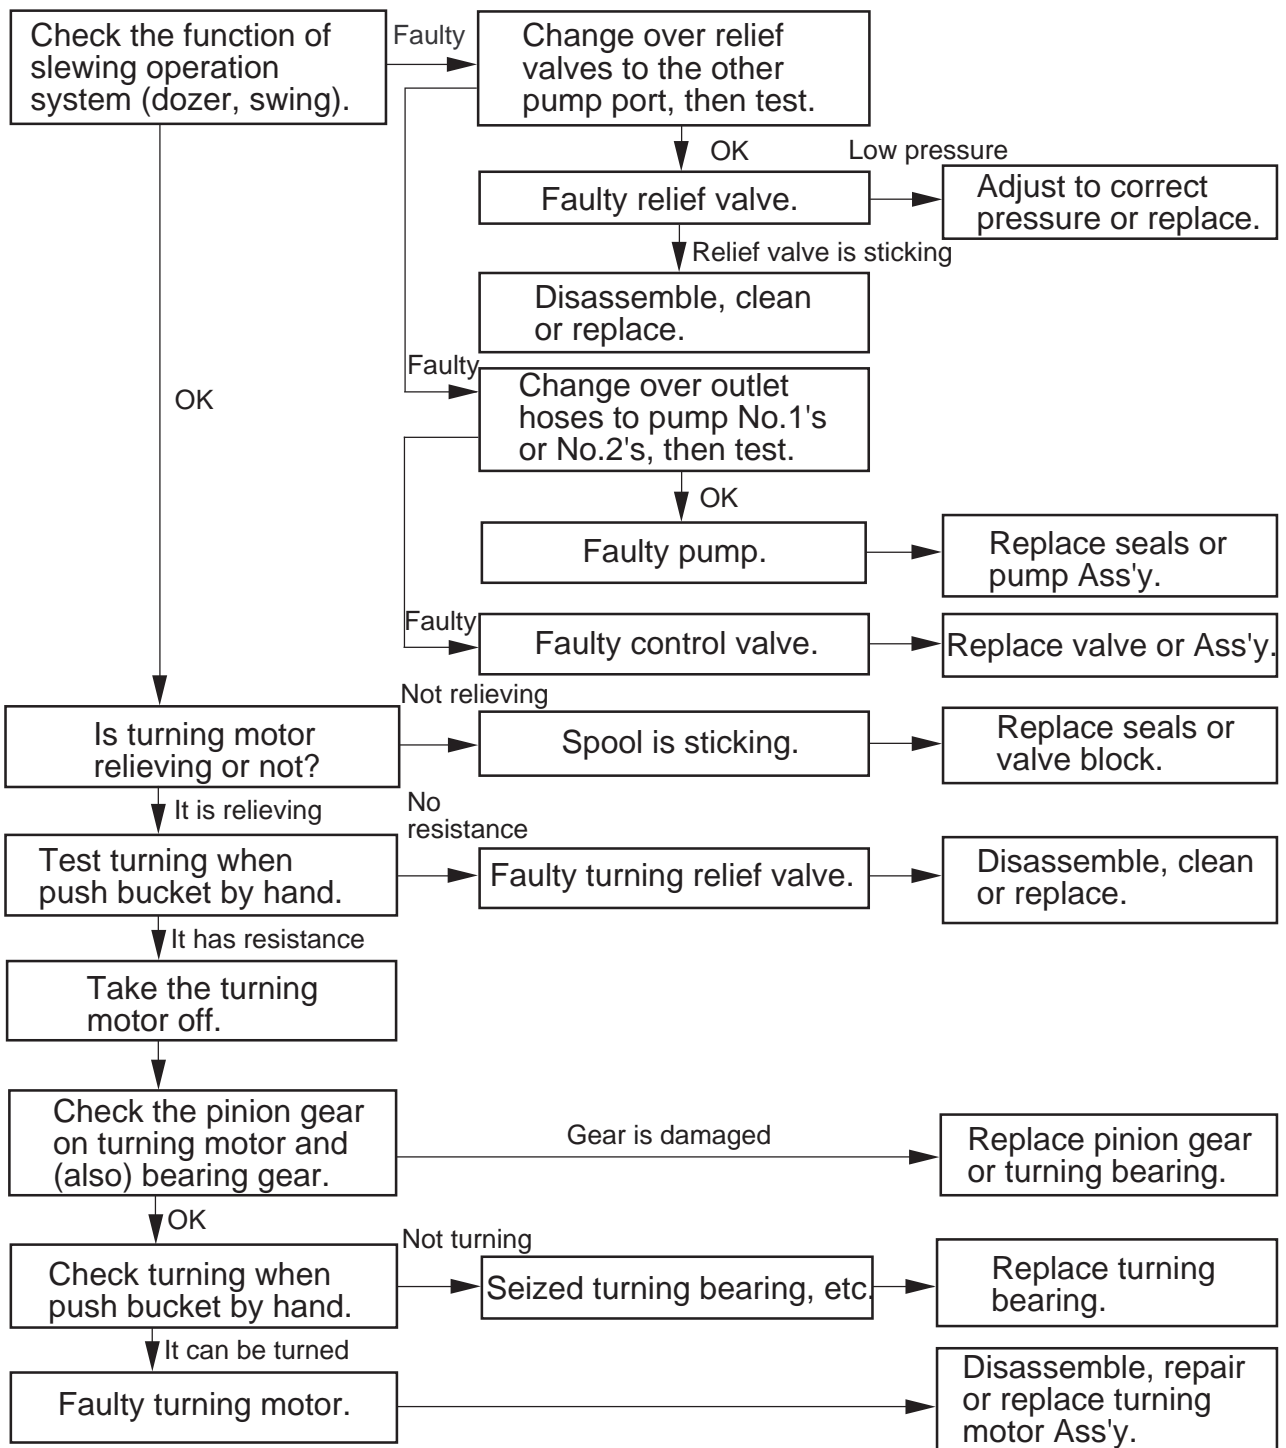 Check the function of
slewing operation
system (dozer, swing).
Faulty
Change over relief
valves to the other
pump port, then test.
OK
Low pressure
Faulty relief valve.
Adjust to correct
pressure or replace.
Relief valve is sticking
Disassemble, clean
or replace.
OK
Faulty
Change over outlet
hoses to pump No.1's
or No.2's, then test.
OK
Faulty pump.
Replace seals or
pump Ass'y.
Faulty
Faulty control valve.
Replace valve or Ass'y.
Is turning motor
relieving or not?
Not relieving
Spool is sticking.
Replace seals or
valve block.
It is relieving
No
resistance
Test turning when
push bucket by hand.
Faulty turning relief valve.
Disassemble, clean
or replace.
It has resistance
Take the turning
motor off.
Check the pinion gear
on turning motor and
(also) bearing gear.
Gear is damaged
Replace pinion gear
or turning bearing.
OK
Check turning when
push bucket by hand.
Not turning
Seized turning bearing, etc.
Replace turning
bearing.
It can be turned
Faulty turning motor.
Disassemble, repair
or replace turning
motor Ass'y.